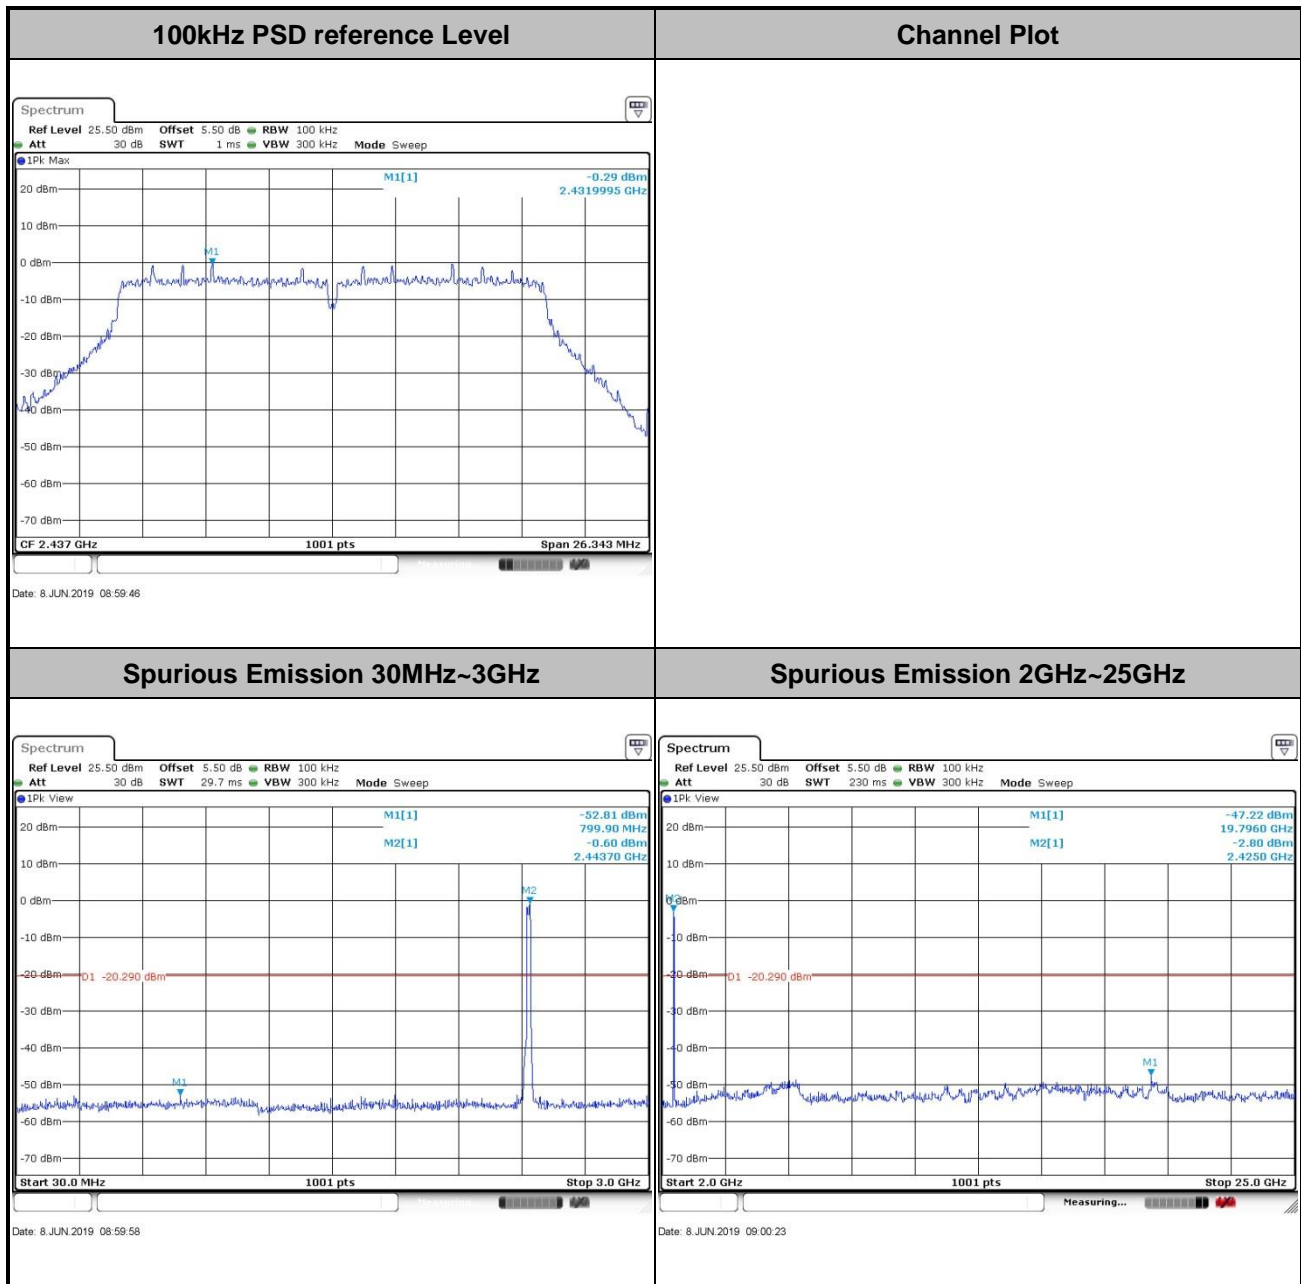 100kHz PSD reference Level
Channel Plot
Spectrum
Ref Level 25.50 dBm Offset 5.50 dB RBW 100 kHz
Att 30 dB SWT 1 ms VBW 300 kHz Mode Sweep
1Pk Max
M1[1] -0.29 dBm
2.4319995 GHz
20 dBm
10 dBm
M1
0 dBm
-10 dBm
-20 dBm
-30 dBm
-40 dBm
-50 dBm
-60 dBm
-70 dBm
CF 2.437 GHz 1001 pts Span 26.343 MHz
Measuring...
Date: 8.JUN.2019 08:59:46
Spurious Emission 30MHz~3GHz
Spurious Emission 2GHz~25GHz
Spectrum
Ref Level 25.50 dBm Offset 5.50 dB RBW 100 kHz
Att 30 dB SWT 29.7 ms VBW 300 kHz Mode Sweep
1Pk View
M1[1] -52.81 dBm
799.90 MHz
20 dBm
M2[1] -0.60 dBm
2.44370 GHz
10 dBm
M2
0 dBm
-10 dBm
-20 dBm
D1 -20.290 dBm
-30 dBm
-40 dBm
-50 dBm
M1
-60 dBm
-70 dBm
Start 30.0 MHz 1001 pts Stop 3.0 GHz
Measuring...
Date: 8.JUN.2019 08:59:58
Spectrum
Ref Level 25.50 dBm Offset 5.50 dB RBW 100 kHz
Att 30 dB SWT 230 ms VBW 300 kHz Mode Sweep
1Pk View
M1[1] -47.22 dBm
19.7960 GHz
20 dBm
M2[1] -2.80 dBm
2.4250 GHz
10 dBm
M2
0 dBm
-10 dBm
-20 dBm
D1 -20.290 dBm
-30 dBm
-40 dBm
M1
-50 dBm
-60 dBm
-70 dBm
Start 2.0 GHz 1001 pts Stop 25.0 GHz
Measuring...
Date: 8.JUN.2019 09:00:23